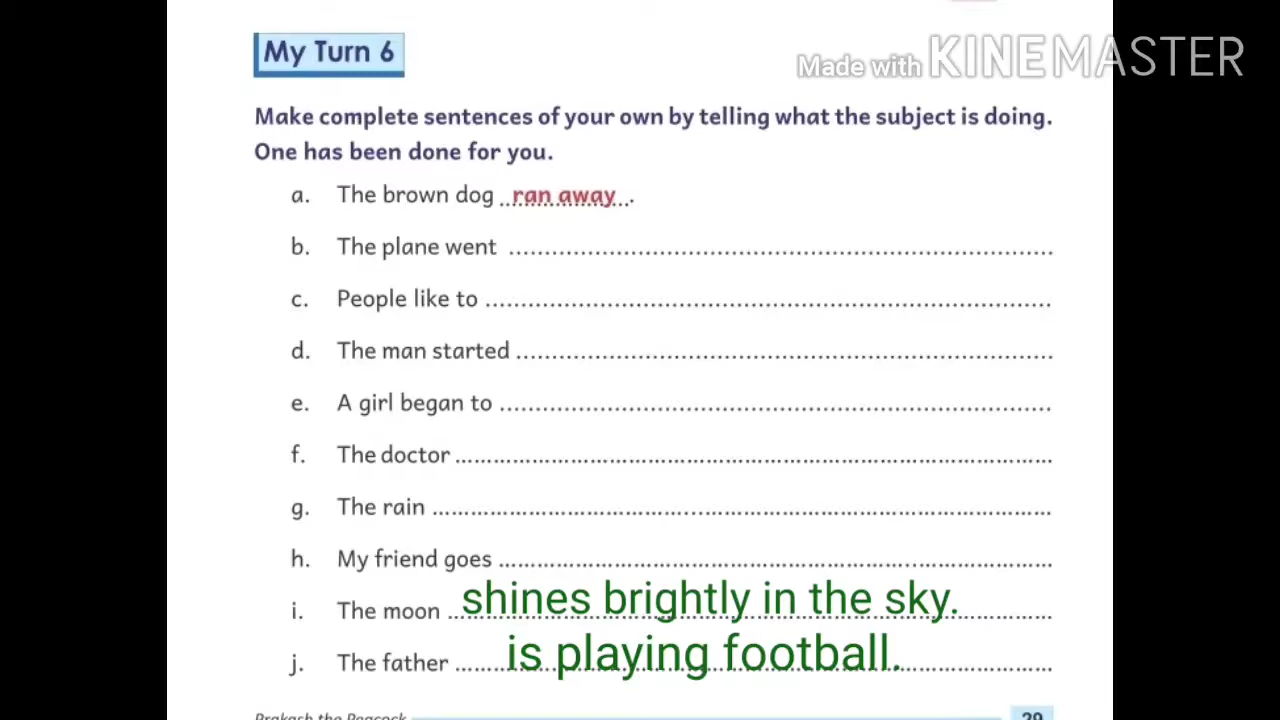 My Turn 6
Made with KINEMASTER
Make complete sentences of your own by telling what the subject is doing.
One has been done for you.
a. The brown dog ran away.
b. The plane went ........................................
c. People like to ........................................
d. The man started ........................................
e. A girl began to ........................................
f. The doctor ........................................
g. The rain ........................................
h. My friend goes ........................................
i. The moon shines brightly in the sky.
j. The father is playing football.
Prakash the Peacock 29